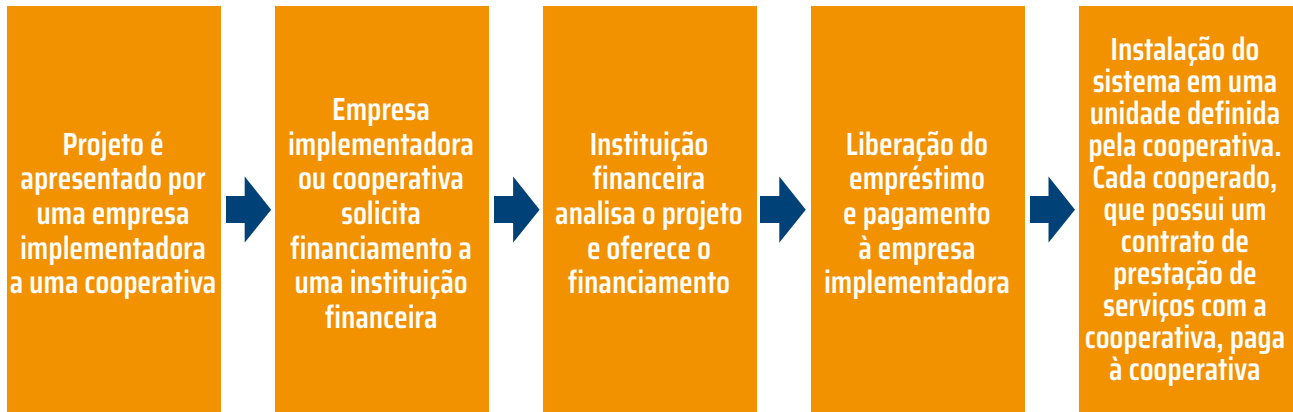 Projeto é
apresentado por
uma empresa
implementadora
a uma cooperativa
Empresa
implementadora
ou cooperativa
solicita
financiamento a
uma instituição
financeira
Instituição
financeira
analisa o projeto
e oferece o
financiamento
Liberação do
empréstimo
e pagamento
à empresa
implementadora
Instalação do
sistema em uma
unidade definida
pela cooperativa.
Cada cooperado,
que possui um
contrato de
prestação de
serviços com a
cooperativa, paga
à cooperativa